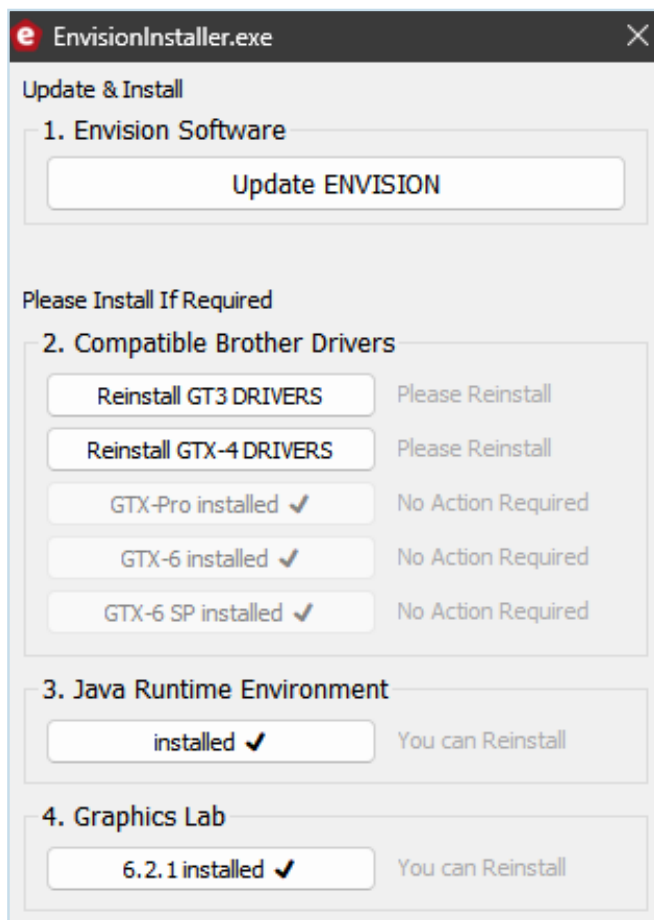 e EnvisionInstaller.exe
Update & Install
1. Envision Software
Update ENVISION
Please Install If Required
2. Compatible Brother Drivers
Reinstall GT3 DRIVERS Please Reinstall
Reinstall GTX-4 DRIVERS Please Reinstall
GTX-Pro installed ✔ No Action Required
GTX-6 installed ✔ No Action Required
GTX-6 SP installed ✔ No Action Required
3. Java Runtime Environment
installed ✔ You can Reinstall
4. Graphics Lab
6.2.1 installed ✔ You can Reinstall